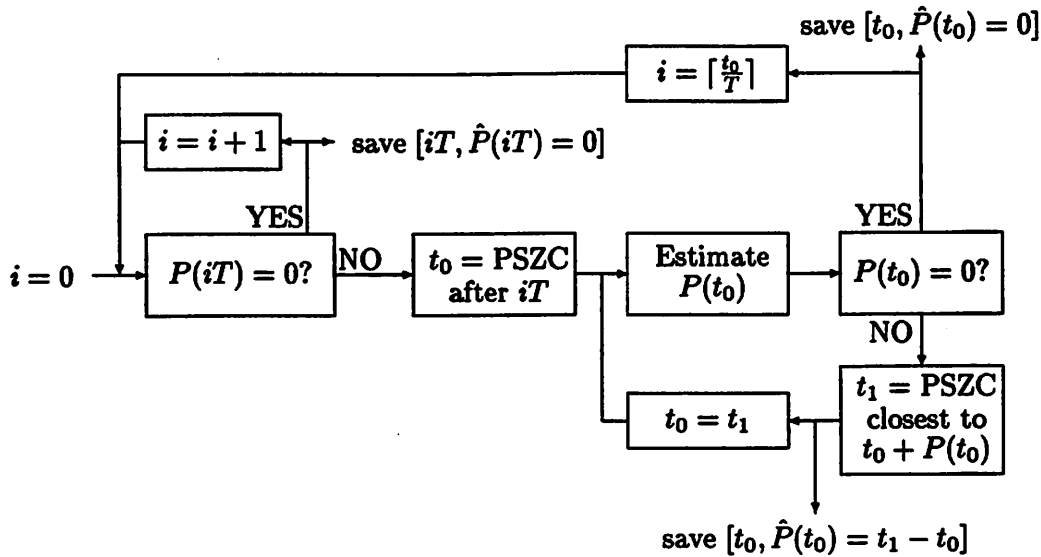 save [t₀, P̂(t₀) = 0]
i = ⌈t₀/T⌉
i = i + 1
save [iT, P̂(iT) = 0]
YES
YES
i = 0
P(iT) = 0?
NO
t₀ = PSZC
after iT
Estimate
P(t₀)
P(t₀) = 0?
NO
t₁ = PSZC
closest to
t₀ + P(t₀)
t₀ = t₁
save [t₀, P̂(t₀) = t₁ − t₀]